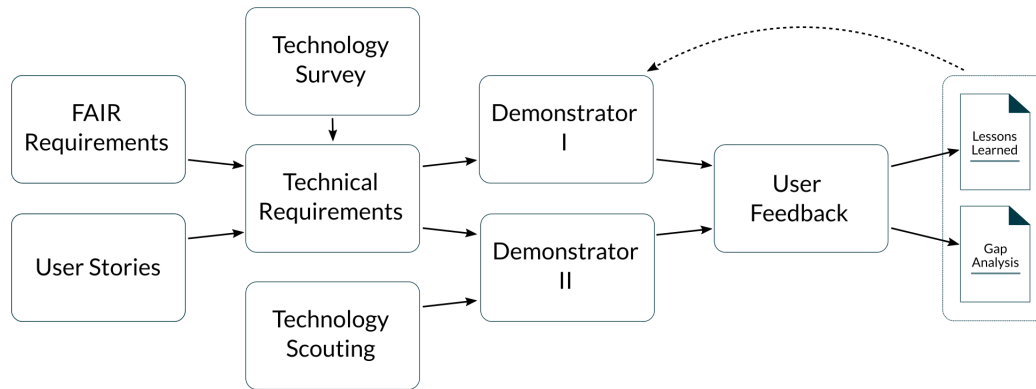 Technology
Survey
FAIR
Requirements
Demonstrator
I
Lessons
Learned
Technical
Requirements
User
Feedback
User Stories
Demonstrator
II
Gap
Analysis
Technology
Scouting